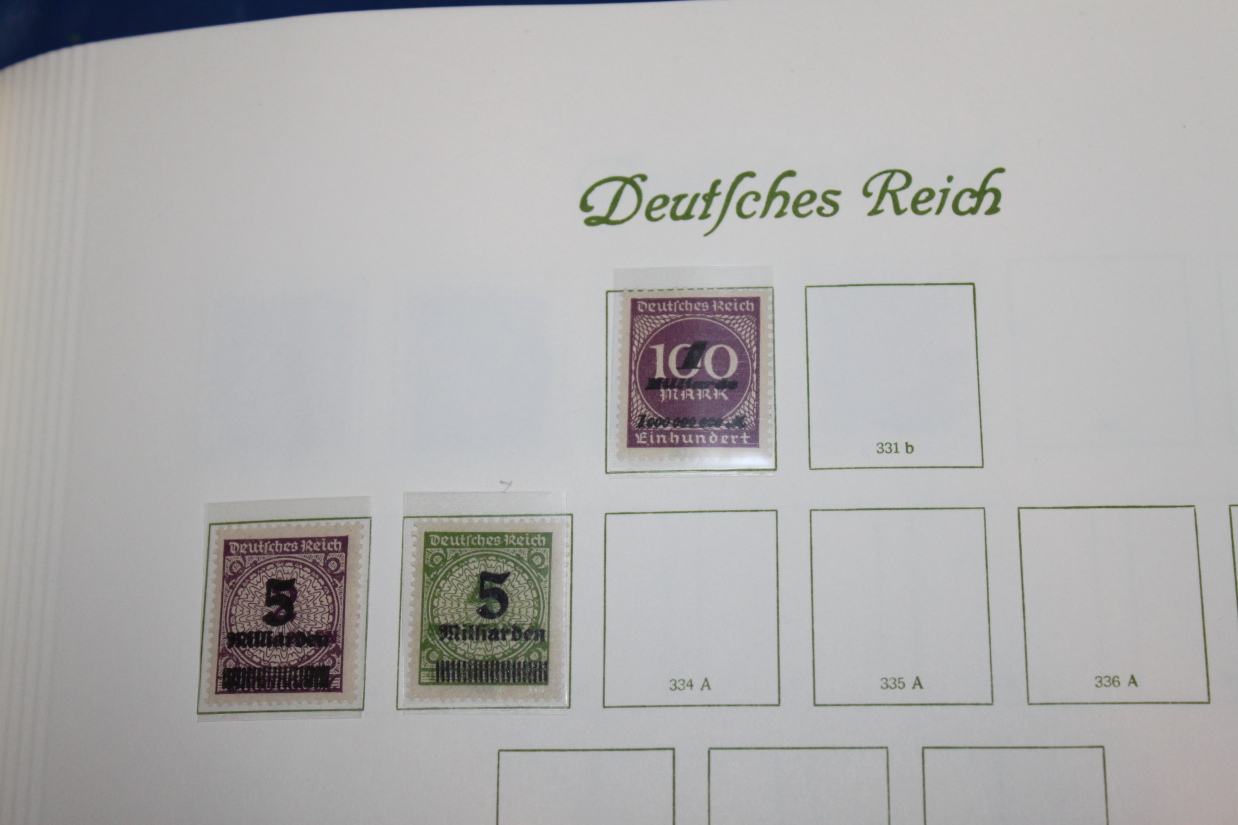 Deutſches Reich
Deutſches Reich
1
100
Milliarde
MARK
Einhundert
331 b
Deutſches Reich
5
Milliarden
Deutſches Reich
5
Milliarden
334 A
335 A
336 A